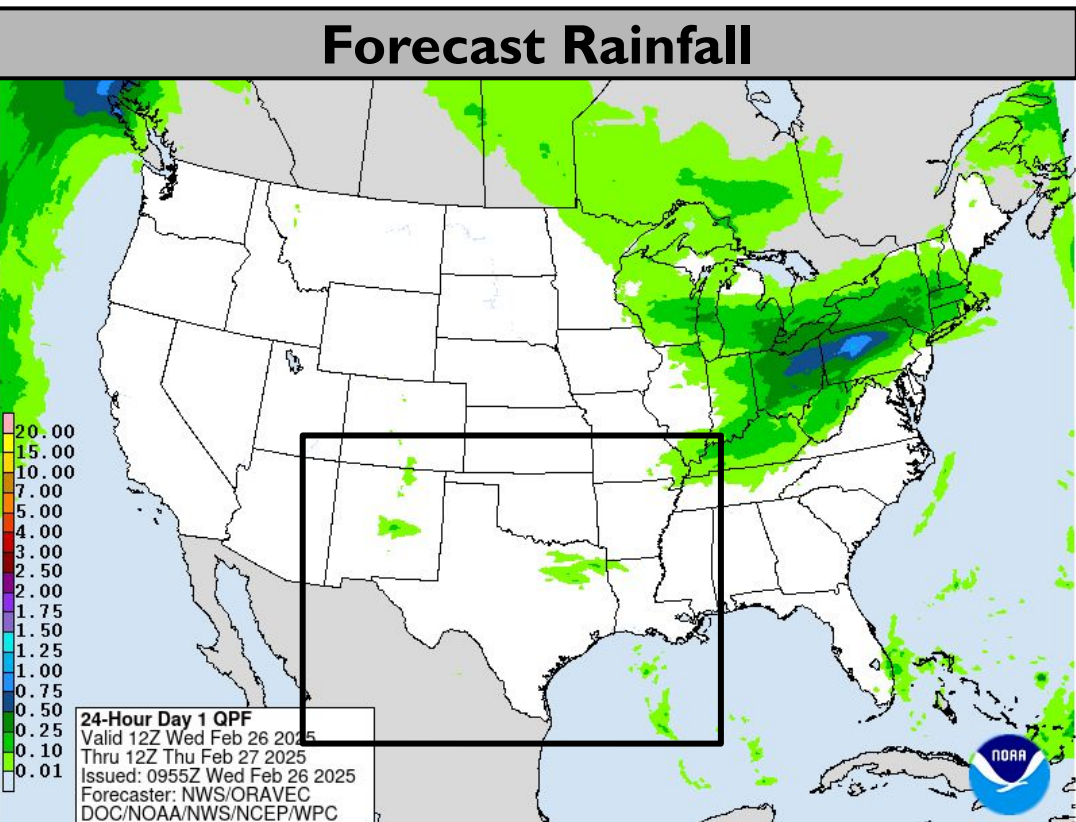 Forecast Rainfall
20.00
15.00
10.00
7.00
5.00
4.00
3.00
2.50
2.00
1.75
1.50
1.25
1.00
0.75
0.50
0.25
0.10
0.01
24-Hour Day 1 QPF
Valid 12Z Wed Feb 26 2025
Thru 12Z Thu Feb 27 2025
Issued: 0955Z Wed Feb 26 2025
Forecaster: NWS/ORAVEC
DOC/NOAA/NWS/NCEP/WPC
NOAA